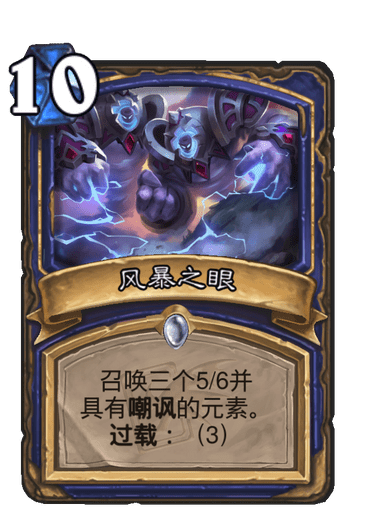 10
风暴之眼
召唤三个5/6并
具有嘲讽的元素。
过载：（3）